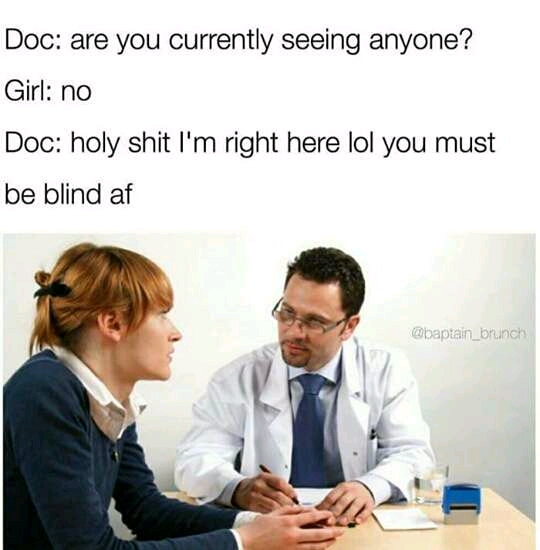 Doc: are you currently seeing anyone?
Girl: no
Doc: holy shit I'm right here lol you must
be blind af
@baptain_brunch